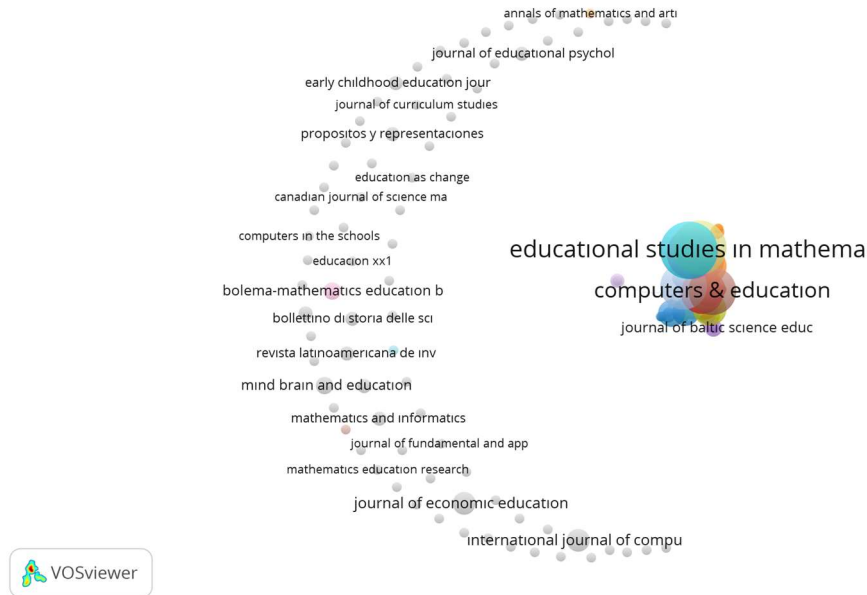 annals of mathematics and arti
journal of educational psychol
early childhood education jour
journal of curriculum studies
propositos y representaciones
education as change
canadian journal of science ma
computers in the schools
educacion xx1
bolema-mathematics education b
bollettino di storia delle sci
revista latinoamericana de inv
mind brain and education
mathematics and informatics
journal of fundamental and app
mathematics education research
journal of economic education
international journal of compu
educational studies in mathema
computers & education
journal of baltic science educ
VOSviewer